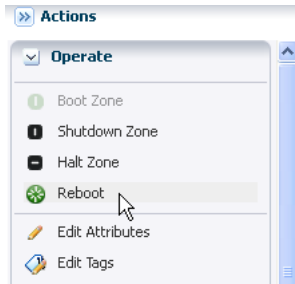 Actions
Operate
Boot Zone
Shutdown Zone
Halt Zone
Reboot
Edit Attributes
Edit Tags